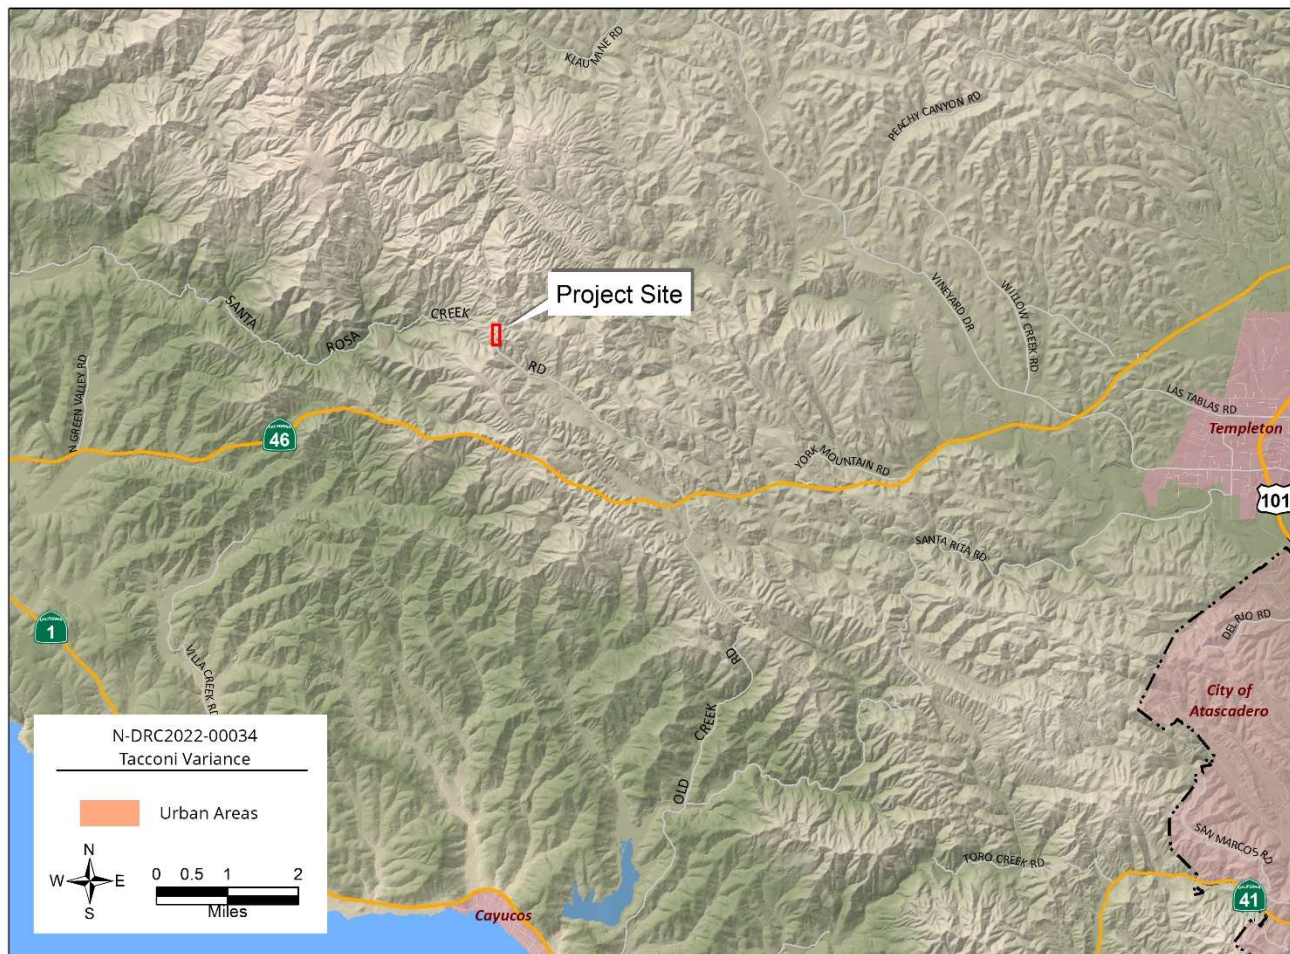 KLAU MINE RD
PEACHY CANYON RD
Project Site
SANTA ROSA CREEK RD
VINEYARD DR
WILLOW CREEK RD
N GREEN VALLEY RD
CALIFORNIA
46
LAS TABLAS RD
Templeton
YORK MOUNTAIN RD
101
SANTA RITA RD
CALIFORNIA
1
DEL RIO RD
VILLA CREEK RD
City of
Atascadero
OLD CREEK RD
N-DRC2022-00034
Tacconi Variance
Urban Areas
N
W E
S
0 0.5 1 2
Miles
SAN MARCOS RD
TORO CREEK RD
CALIFORNIA
41
Cayucos